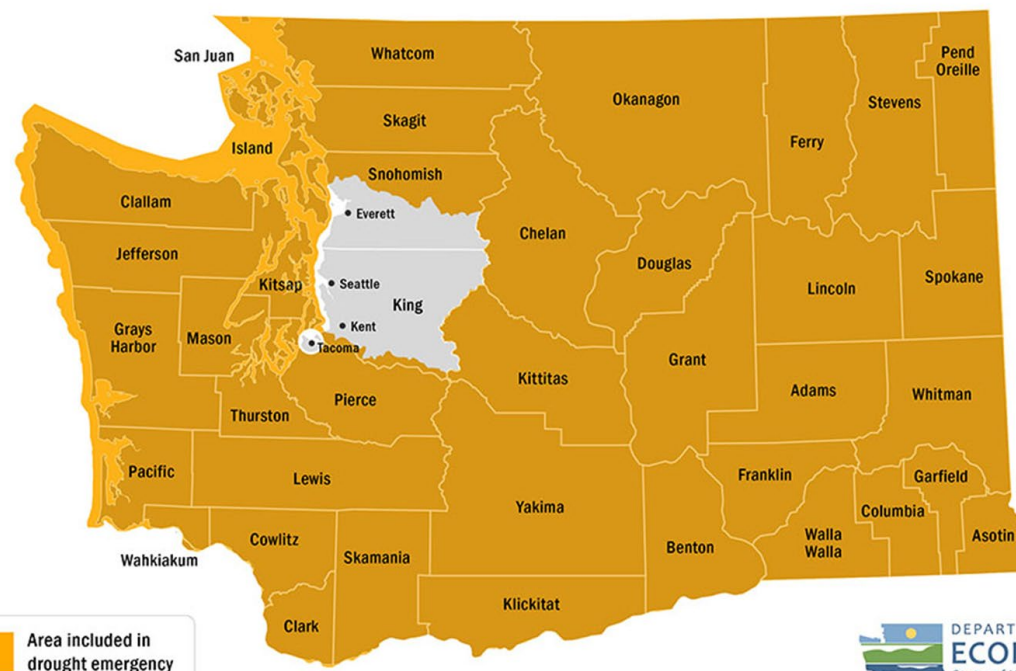 San Juan
Whatcom
Okanagon
Pend
Oreille
Stevens
Ferry
Skagit
Island
Snohomish
Clallam
Everett
Chelan
Jefferson
Douglas
Spokane
Kitsap
Seattle
Lincoln
King
Grays
Harbor
Mason
Kent
Tacoma
Grant
Kittitas
Adams
Whitman
Pierce
Thurston
Pacific
Lewis
Franklin
Garfield
Yakima
Columbia
Walla
Walla
Asotin
Cowlitz
Skamania
Benton
Wahkiakum
Klickitat
Clark
Area included in
drought emergency
DEPART
ECO